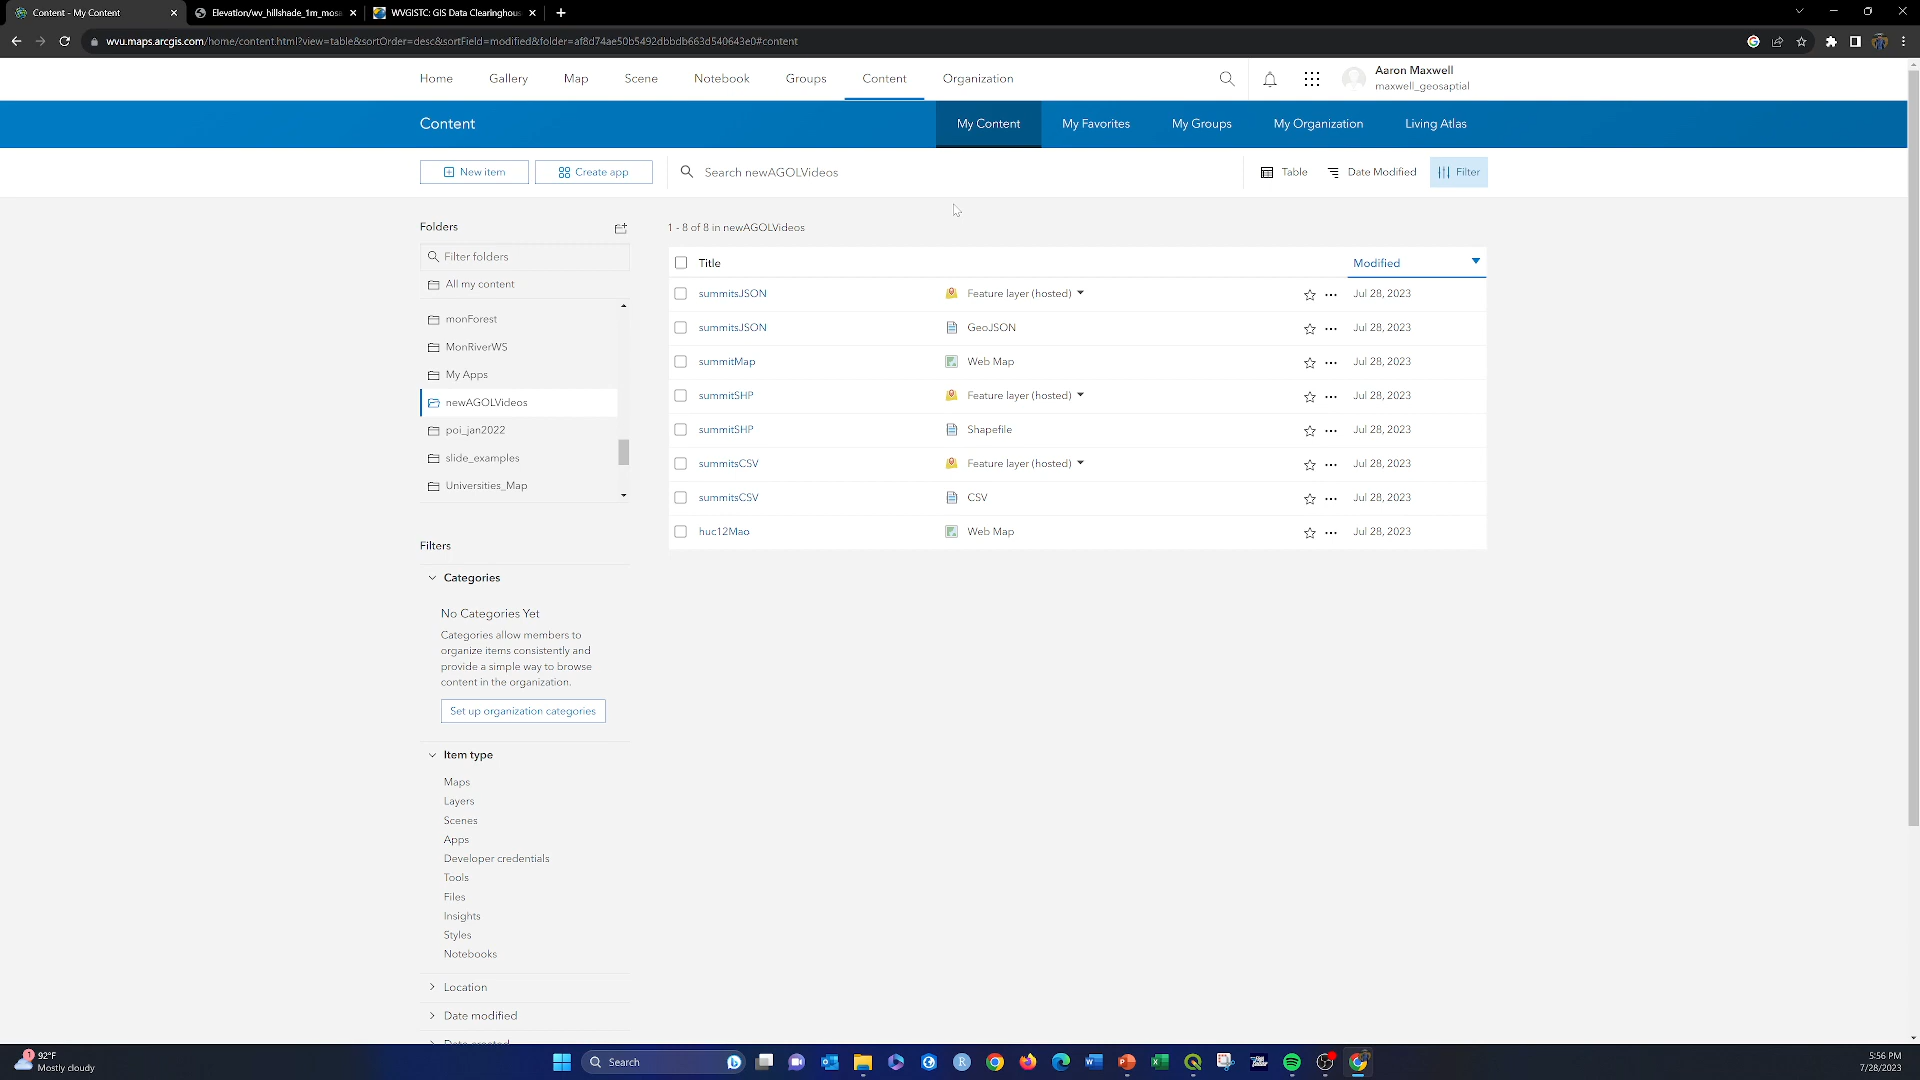 Content - My Content
Elevation/wv_hillshade_1m_mosa
WVGISTC: GIS Data Clearinghous
wvu.maps.arcgis.com/home/content.html?view=table&sortOrder=desc&sortField=modified&folder=af8d74ae50b5492dbbdb663d540643e0#content
Home Gallery Map Scene Notebook Groups Content Organization
Aaron Maxwell
maxwell_geosaptial
Content
My Content My Favorites My Groups My Organization Living Atlas
New item Create app Search newAGOLVideos Table Date Modified Filter
Folders
1 - 8 of 8 in newAGOLVideos
Filter folders
All my content
monForest
MonRiverWS
My Apps
newAGOLVideos
poi_jan2022
slide_examples
Universities_Map
Title Modified
summitsJSON Feature layer (hosted) Jul 28, 2023
summitsJSON GeoJSON Jul 28, 2023
summitMap Web Map Jul 28, 2023
summitSHP Feature layer (hosted) Jul 28, 2023
summitSHP Shapefile Jul 28, 2023
summitsCSV Feature layer (hosted) Jul 28, 2023
summitsCSV CSV Jul 28, 2023
huc12Mao Web Map Jul 28, 2023
Filters
Categories
No Categories Yet
Categories allow members to
organize items consistently and
provide a simple way to browse
content in the organization.
Set up organization categories
Item type
Maps
Layers
Scenes
Apps
Developer credentials
Tools
Files
Insights
Styles
Notebooks
Location
Date modified
92°F
Mostly cloudy
Search
5:56 PM
7/28/2023